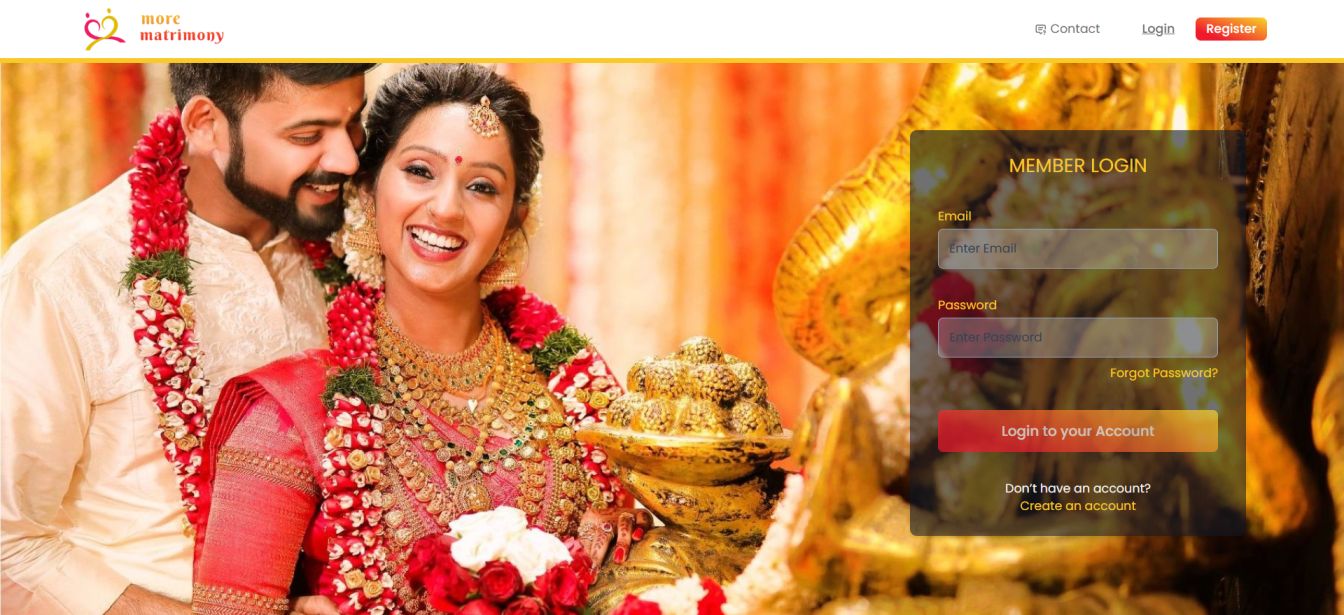 more
matrimony
Contact
Login
Register
MEMBER LOGIN
Email
Enter Email
Password
Enter Password
Forgot Password?
Login to your Account
Don't have an account?
Create an account